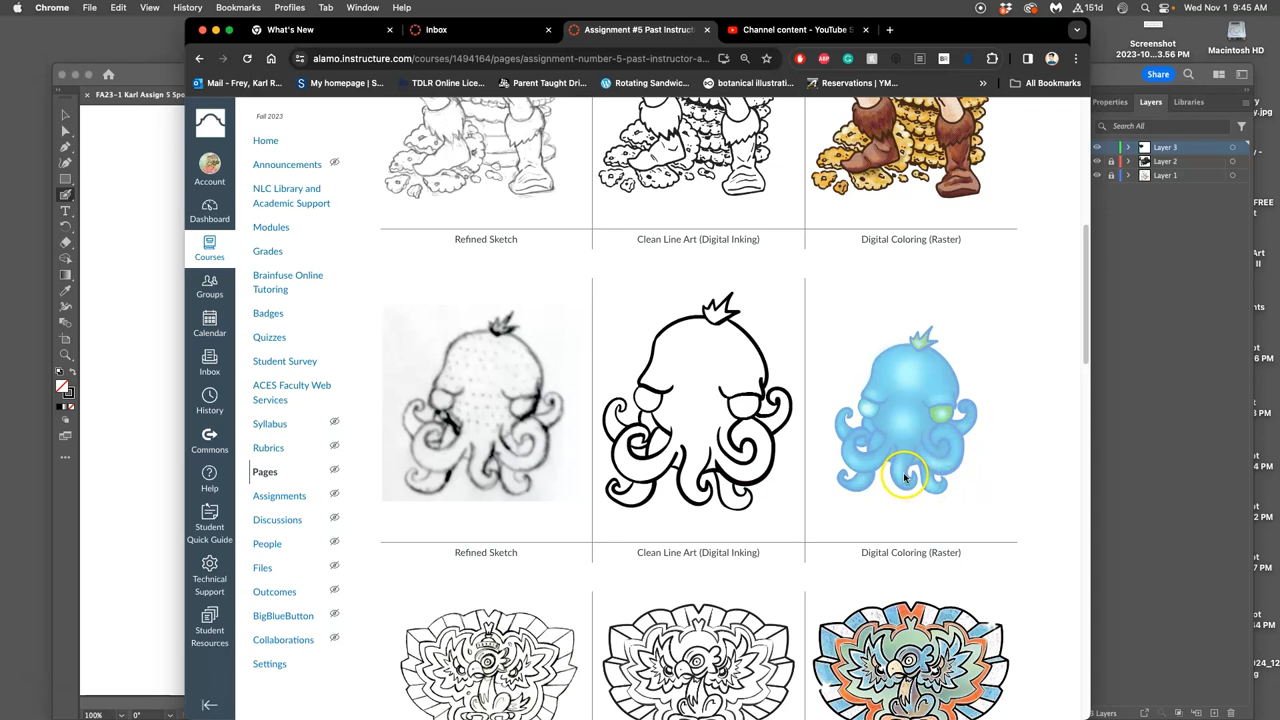 Chrome File Edit View History Bookmarks Profiles Tab Window Help 151d Wed Nov 1 9:45 AM
What's New
Inbox
Assignment #5 Past Instruct
Channel content - YouTube S
alamo.instructure.com/courses/1494164/pages/assignment-number-5-past-instructor-a...
Mail - Frey, Karl R...
My homepage | S...
TDLR Online Lice...
Parent Taught Dri...
Rotating Sandwic...
botanical illustrati...
Reservations | YM...
All Bookmarks
Screenshot
2023-10...3.56 PM
Macintosh HD
Share
FA23-1 Karl Assign 5 Spo
Properties
Layers
Libraries
Search All
Layer 3
Layer 2
Layer 1
Fall 2023
Home
Announcements
NLC Library and
Academic Support
Modules
Grades
Brainfuse Online
Tutoring
Badges
Quizzes
Student Survey
ACES Faculty Web
Services
Syllabus
Rubrics
Pages
Assignments
Discussions
People
Files
Outcomes
BigBlueButton
Collaborations
Settings
Account
Dashboard
Courses
Groups
Calendar
Inbox
History
Commons
Help
Student
Quick Guide
Technical
Support
Student
Resources
Refined Sketch
Clean Line Art (Digital Inking)
Digital Coloring (Raster)
Refined Sketch
Clean Line Art (Digital Inking)
Digital Coloring (Raster)
100%
0°
3 Layers